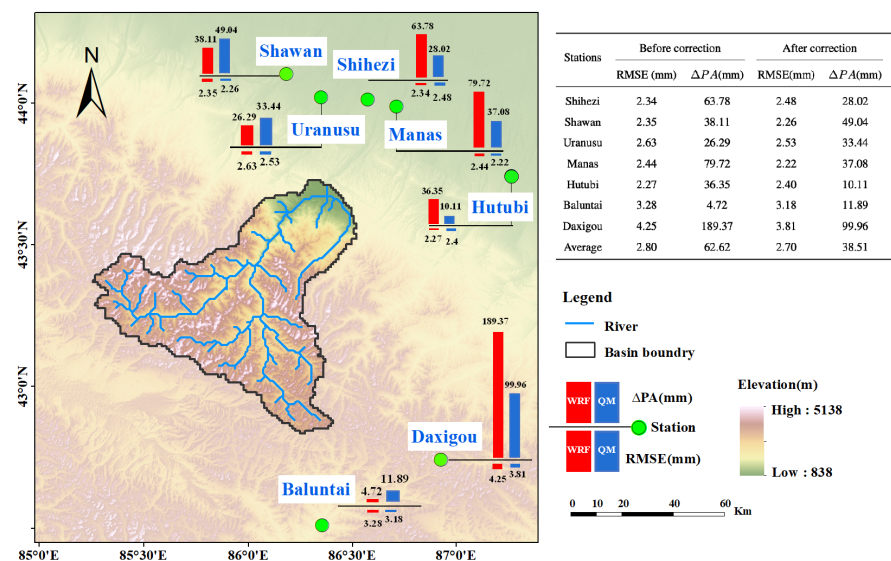 N
38.11
49.04
Shawan
2.35
2.26
63.78
28.02
Shihezi
2.34
2.48
26.29
33.44
Uranusu
2.63
2.53
79.72
37.08
Manas
2.44
2.22
36.35
10.11
Hutubi
2.27
2.4
189.37
99.96
Daxigou
4.25
3.81
4.72
11.89
Baluntai
3.28
3.18
44°0'N
43°30'N
43°0'N
85°0'E
85°30'E
86°0'E
86°30'E
87°0'E
Stations Before correction After correction
RMSE (mm) ΔPA(mm) RMSE(mm) ΔPA(mm)
Shihezi 2.34 63.78 2.48 28.02
Shawan 2.35 38.11 2.26 49.04
Uranusu 2.63 26.29 2.53 33.44
Manas 2.44 79.72 2.22 37.08
Hutubi 2.27 36.35 2.40 10.11
Baluntai 3.28 4.72 3.18 11.89
Daxigou 4.25 189.37 3.81 99.96
Average 2.80 62.62 2.70 38.51
Legend
River
Basin boundry
WRF QM ΔPA(mm)
Station
WRF QM RMSE(mm)
Elevation(m)
High : 5138
Low : 838
0 10 20 40 60
Km